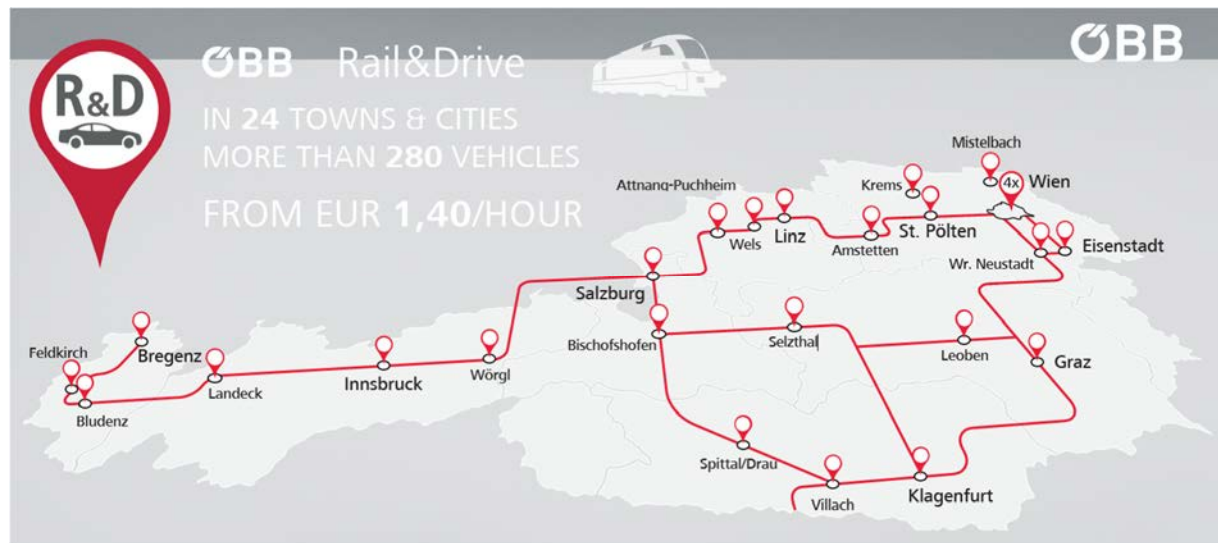 ÖBB Rail&Drive
ÖBB
R&D
IN 24 TOWNS & CITIES
MORE THAN 280 VEHICLES
FROM EUR 1,40/HOUR
Mistelbach
Attnang-Puchheim
Krems
4x Wien
Wels
Linz
Amstetten
St. Pölten
Wr. Neustadt
Eisenstadt
Salzburg
Bischofshofen
Selzthal
Leoben
Graz
Feldkirch
Bregenz
Bludenz
Landeck
Innsbruck
Wörgl
Spittal/Drau
Villach
Klagenfurt